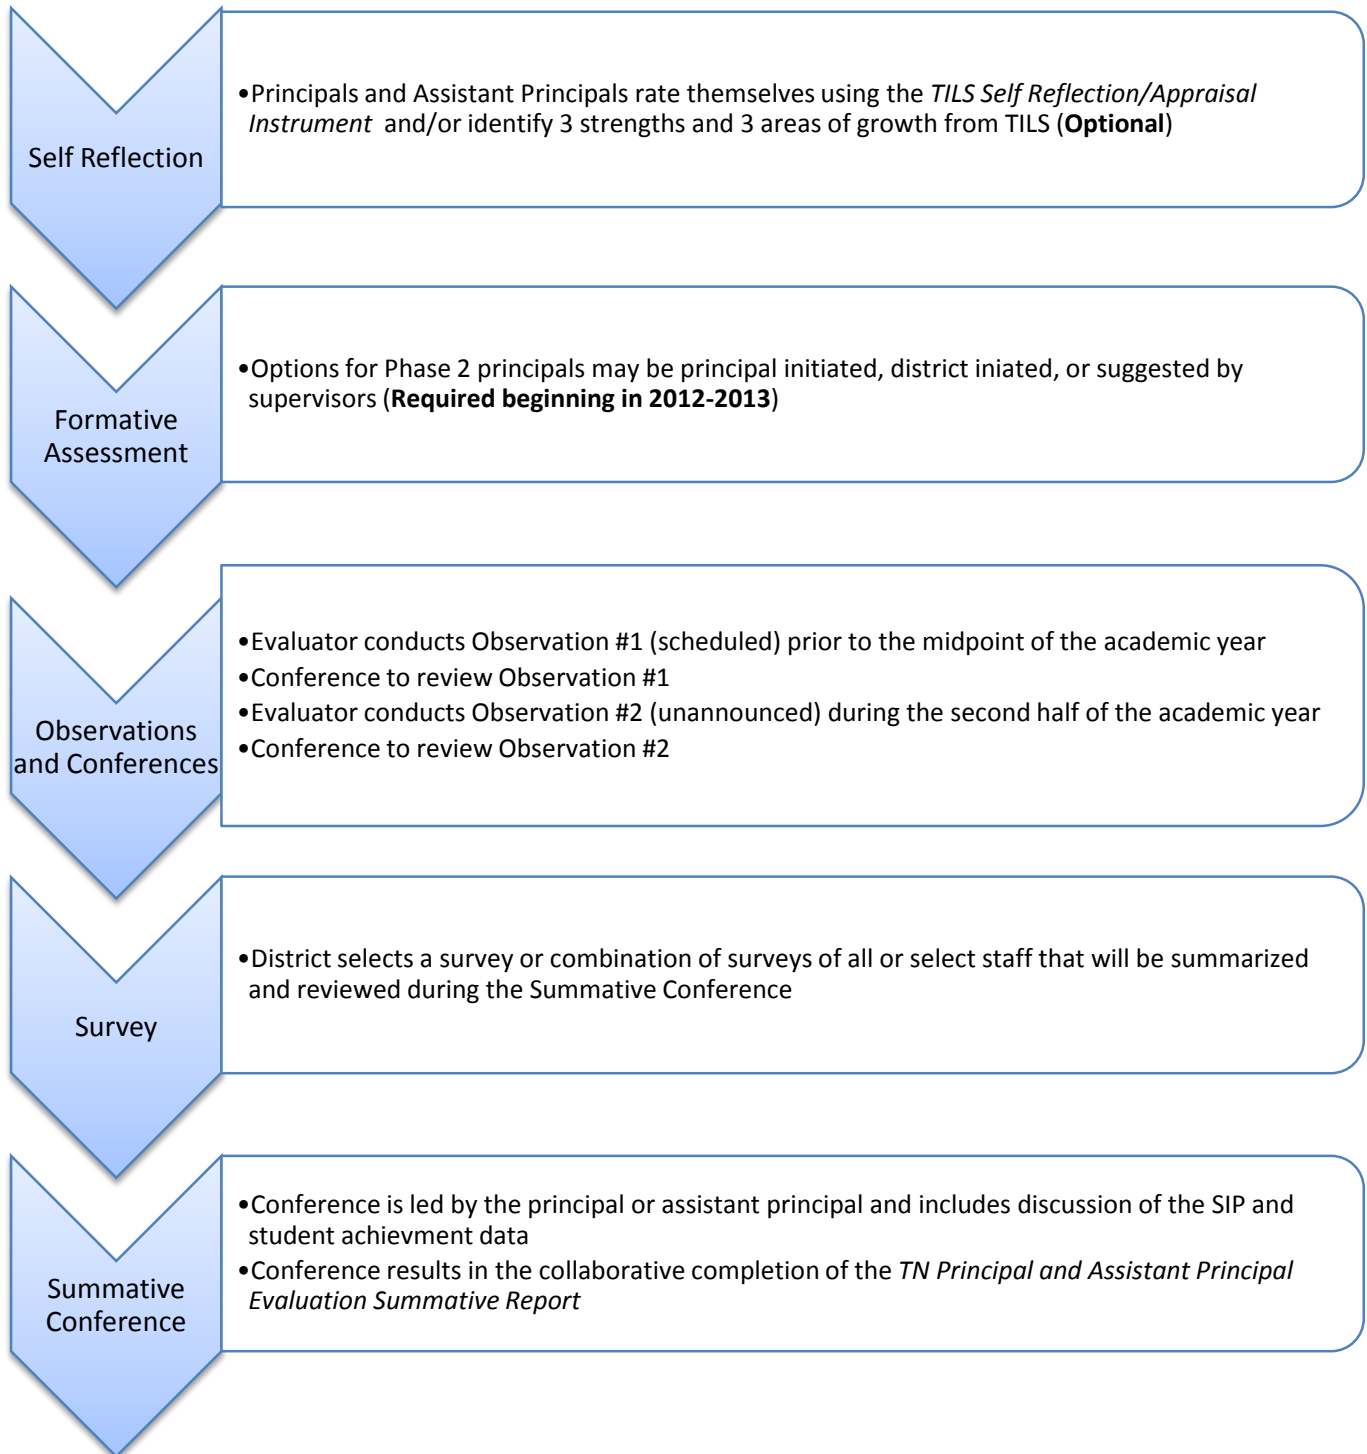 Self Reflection
•Principals and Assistant Principals rate themselves using the TILS Self Reflection/Appraisal
Instrument and/or identify 3 strengths and 3 areas of growth from TILS (Optional)
Formative
Assessment
•Options for Phase 2 principals may be principal initiated, district iniated, or suggested by
supervisors (Required beginning in 2012-2013)
Observations
and Conferences
•Evaluator conducts Observation #1 (scheduled) prior to the midpoint of the academic year
•Conference to review Observation #1
•Evaluator conducts Observation #2 (unannounced) during the second half of the academic year
•Conference to review Observation #2
Survey
•District selects a survey or combination of surveys of all or select staff that will be summarized
and reviewed during the Summative Conference
Summative
Conference
•Conference is led by the principal or assistant principal and includes discussion of the SIP and
student achievment data
•Conference results in the collaborative completion of the TN Principal and Assistant Principal
Evaluation Summative Report